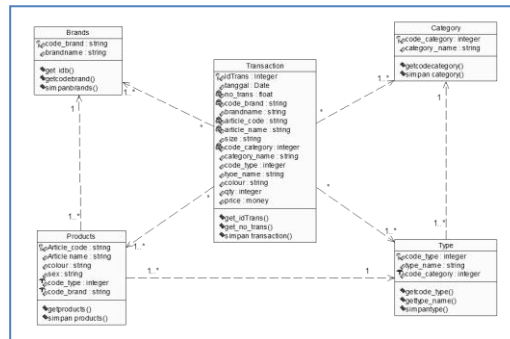 Brands
code_brand : string
brandname : string
get_idb()
getcodebrand()
simpanbrands()
1..*
1
1..*
Transaction
idTrans : integer
tanggal : Date
no_trans : float
code_brand : string
brandname : string
article_code : string
article_name : string
size : string
code_category : integer
category_name : string
code_type : integer
type_name : string
colour : string
qty : integer
price : money
get_idTrans()
get_no_trans()
simpan transaction()
*
*
*
*
Category
code_category : integer
category_name : string
getcodecategory()
simpan category()
1..*
1
1..*
Products
Article_code : string
Article name : string
colour : string
sex : string
code_type : integer
code_brand : string
getproducts()
simpan products()
1..*
1..*
1
Type
code_type : integer
type_name : string
code_category : integer
getcode_type()
gettype_name()
simpantype()
1..*